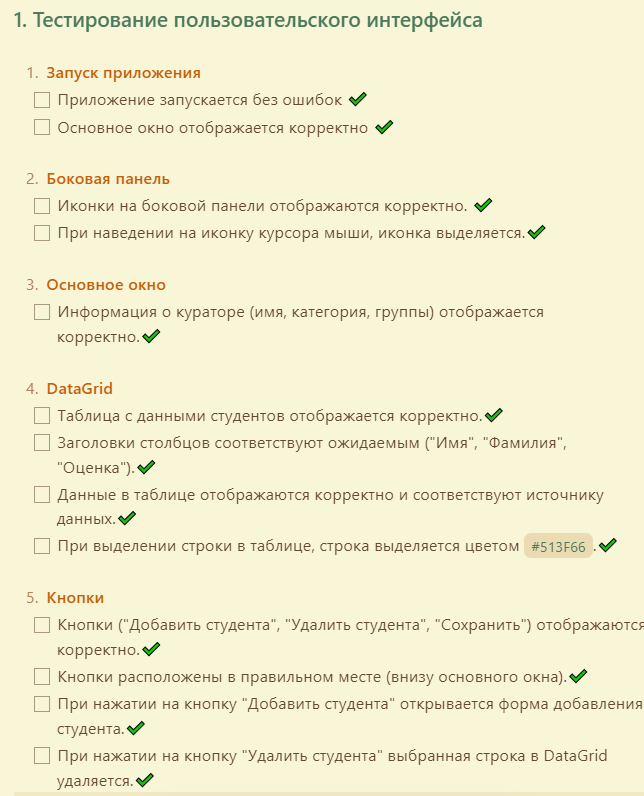 1. Тестирование пользовательского интерфейса
1. Запуск приложения
Приложение запускается без ошибок ✔
Основное окно отображается корректно ✔
2. Боковая панель
Иконки на боковой панели отображаются корректно. ✔
При наведении на иконку курсора мыши, иконка выделяется. ✔
3. Основное окно
Информация о кураторе (имя, категория, группы) отображается
корректно. ✔
4. DataGrid
Таблица с данными студентов отображается корректно. ✔
Заголовки столбцов соответствуют ожидаемым ("Имя", "Фамилия",
"Оценка"). ✔
Данные в таблице отображаются корректно и соответствуют источнику
данных. ✔
При выделении строки в таблице, строка выделяется цветом #513F66 . ✔
5. Кнопки
Кнопки ("Добавить студента", "Удалить студента", "Сохранить") отображаются
корректно. ✔
Кнопки расположены в правильном месте (внизу основного окна). ✔
При нажатии на кнопку "Добавить студента" открывается форма добавления
студента. ✔
При нажатии на кнопку "Удалить студента" выбранная строка в DataGrid
удаляется. ✔